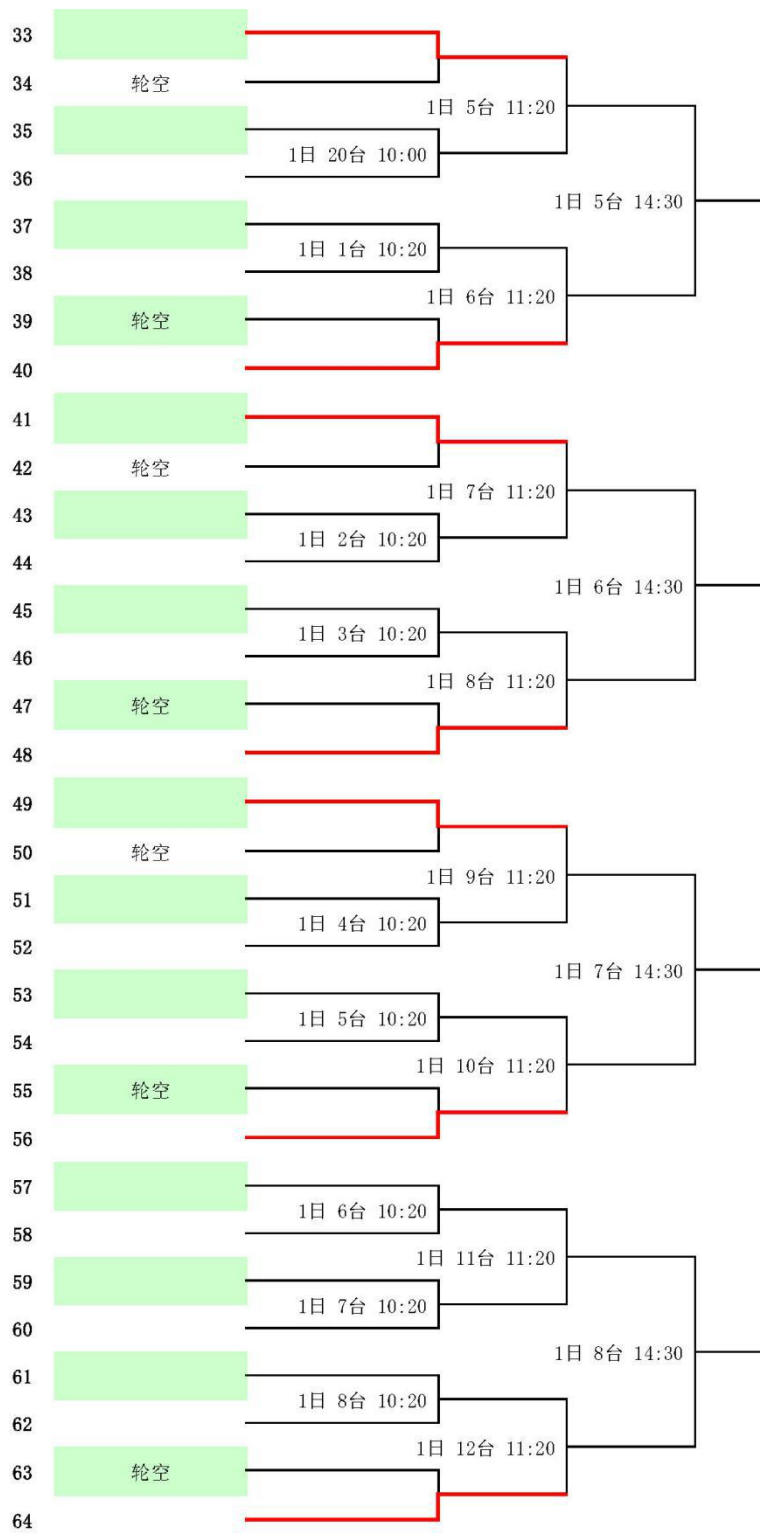 33
34 轮空
1日 5台 11:20
35
1日 20台 10:00
36
1日 5台 14:30
37
1日 1台 10:20
38
1日 6台 11:20
39 轮空
40
41
42 轮空
1日 7台 11:20
43
1日 2台 10:20
44
1日 6台 14:30
45
1日 3台 10:20
46
1日 8台 11:20
47 轮空
48
49
50 轮空
1日 9台 11:20
51
1日 4台 10:20
52
1日 7台 14:30
53
1日 5台 10:20
54
1日 10台 11:20
55 轮空
56
57
1日 6台 10:20
58
1日 11台 11:20
59
1日 7台 10:20
60
1日 8台 14:30
61
1日 8台 10:20
62
1日 12台 11:20
63 轮空
64